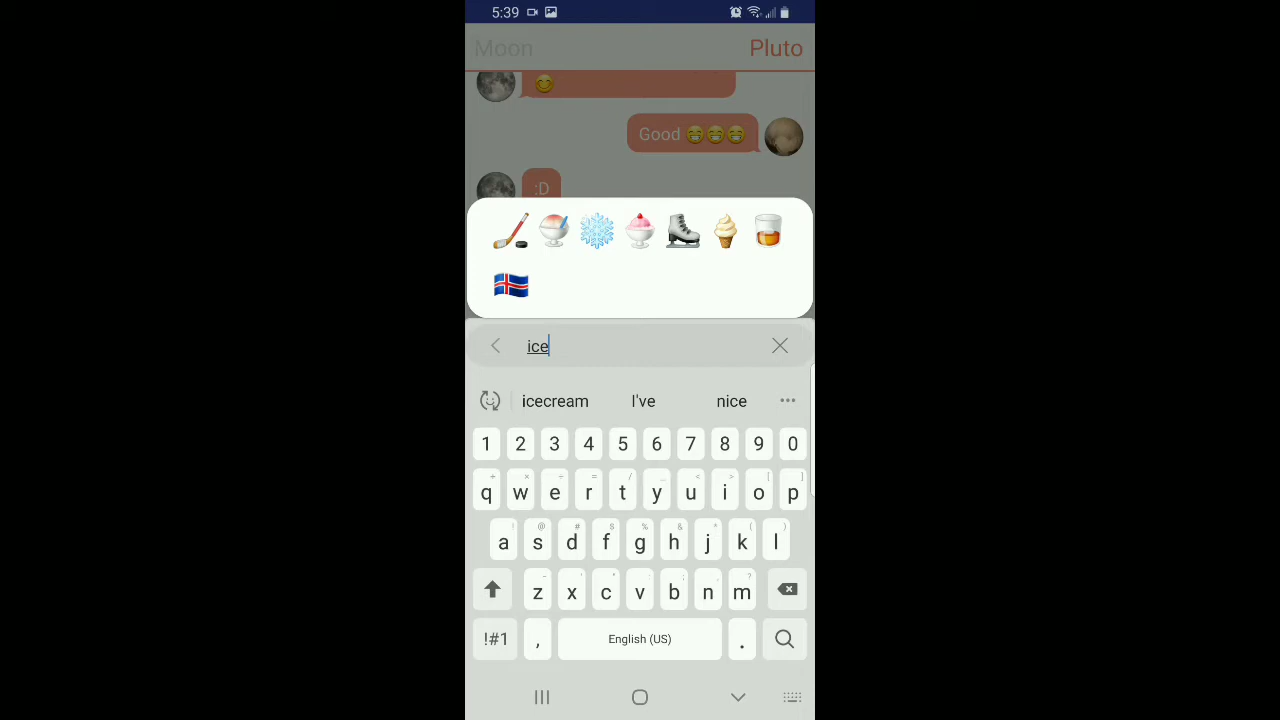 5:39
Moon Pluto
😊
Good 😁😁😁
:D
ice
icecream I've nice ...
1 2 3 4 5 6 7 8 9 0
q w e r t y u i o p
a s d f g h j k l
z x c v b n m
!#1 , English (US) .